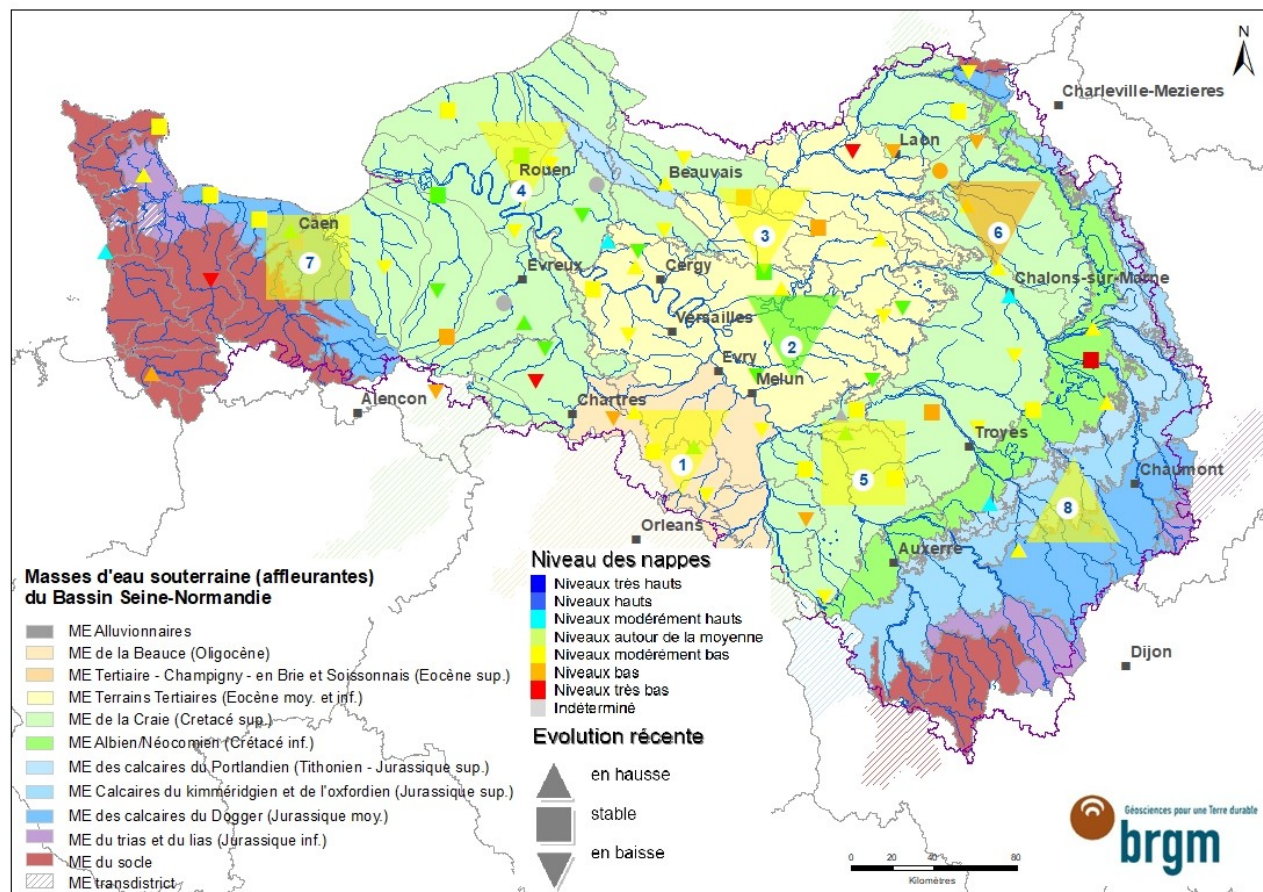 N
Charleville-Mezieres
Laon
Rouen
Beauvais
4
3
6
Caen
7
Evreux
Cergy
Chalons-sur-Marne
Versailles
2
Evry
Melun
Alencon
Chartres
1
5
Troyes
Chaumont
8
Orleans
Auxerre
Dijon
Masses d'eau souterraine (affleurantes)
du Bassin Seine-Normandie
ME Alluvionnaires
ME de la Beauce (Oligocène)
ME Tertiaire - Champigny - en Brie et Soissonnais (Eocène sup.)
ME Terrains Tertiaires (Eocène moy. et inf.)
ME de la Craie (Cretacé sup.)
ME Albien/Néocomien (Crétacé inf.)
ME des calcaires du Portlandien (Tithonien - Jurassique sup.)
ME Calcaires du kimméridgien et de l'oxfordien (Jurassique sup.)
ME des calcaires du Dogger (Jurassique moy.)
ME du trias et du lias (Jurassique inf.)
ME du socle
ME transdistrict
Niveau des nappes
Niveaux très hauts
Niveaux hauts
Niveaux modérément hauts
Niveaux autour de la moyenne
Niveaux modérément bas
Niveaux bas
Niveaux très bas
Indéterminé
Evolution récente
en hausse
stable
en baisse
0 20 40 80
Kilomètres
Géosciences pour une Terre durable
brgm